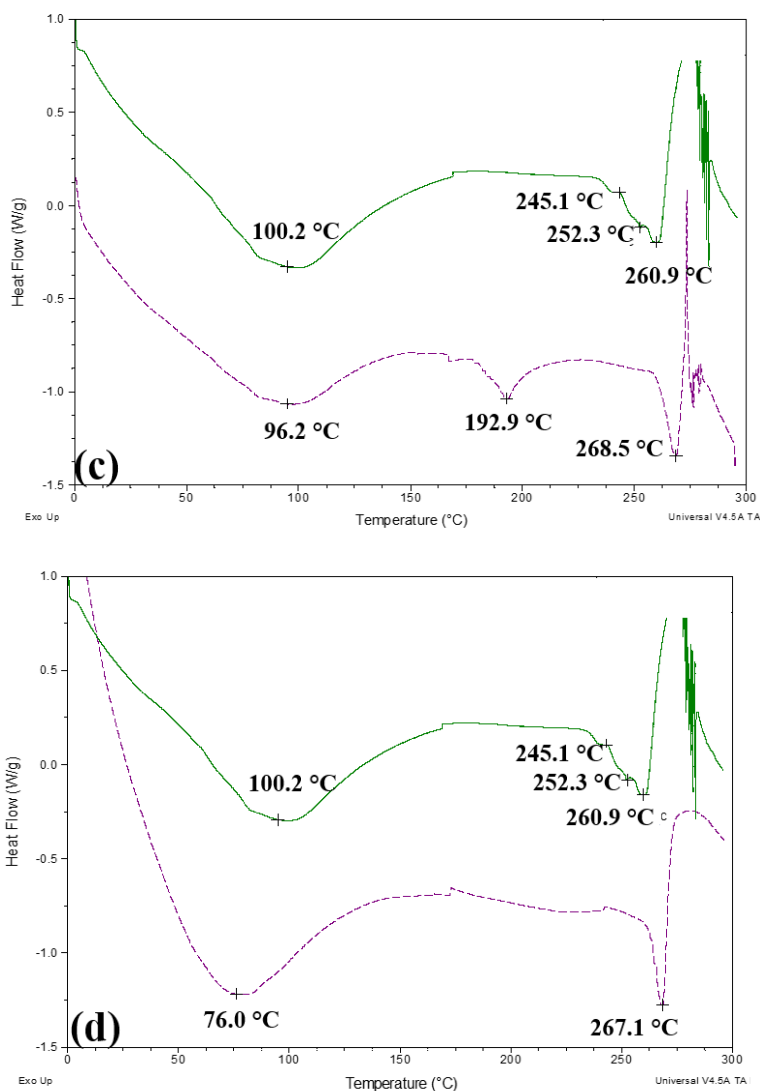 1.0
0.5
0.0
-0.5
-1.0
-1.5
Heat Flow (W/g)
100.2 °C
245.1 °C
252.3 °C
260.9 °C
96.2 °C
192.9 °C
268.5 °C
(c)
0 50 100 150 200 250 300
Exo Up
Temperature (°C)
Universal V4.5A TA
1.0
0.5
0.0
-0.5
-1.0
-1.5
Heat Flow (W/g)
100.2 °C
245.1 °C
252.3 °C
260.9 °C c
76.0 °C
267.1 °C
(d)
0 50 100 150 200 250 300
Exo Up
Temperature (°C)
Universal V4.5A TA